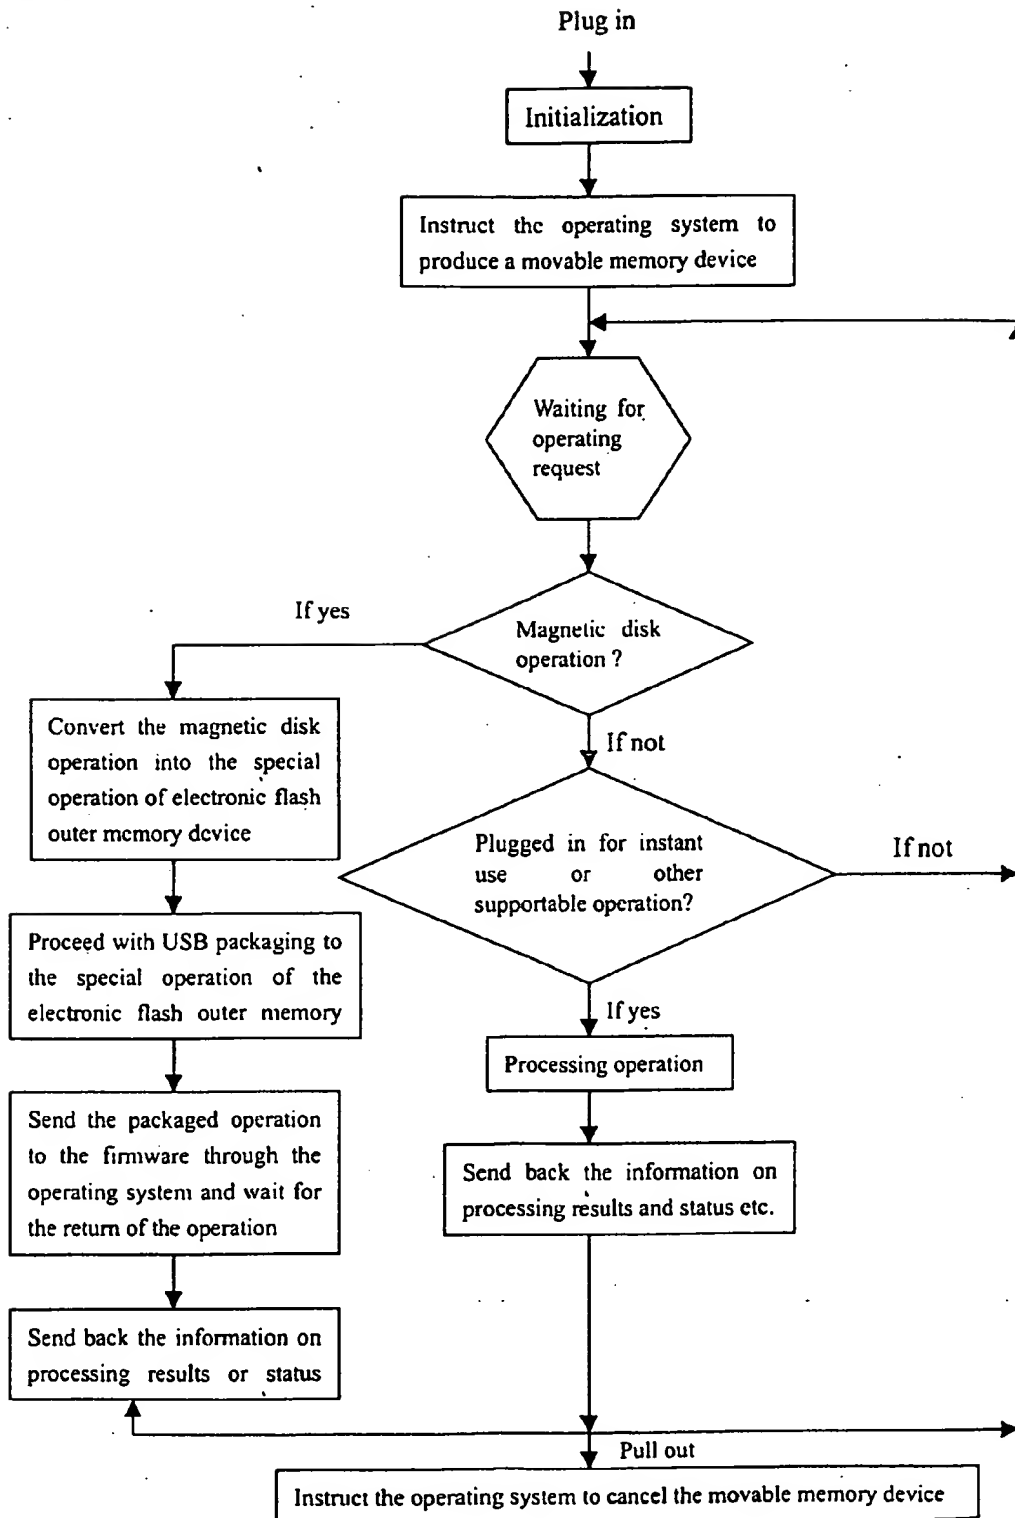 Plug in
Initialization
Instruct the operating system to
produce a movable memory device
Waiting for
operating
request
If yes
Magnetic disk
operation ?
Convert the magnetic disk
operation into the special
operation of electronic flash
outer memory device
If not
Plugged in for instant
use or other
supportable operation?
If not
Proceed with USB packaging to
the special operation of the
electronic flash outer memory
If yes
Processing operation
Send the packaged operation
to the firmware through the
operating system and wait for
the return of the operation
Send back the information on
processing results and status etc.
Send back the information on
processing results or status
Pull out
Instruct the operating system to cancel the movable memory device